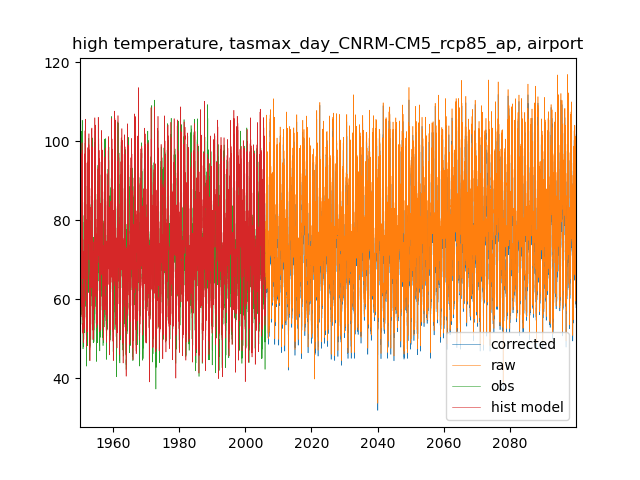 high temperature, tasmax_day_CNRM-CM5_rcp85_ap, airport
120
100
80
60
40
1960
1980
2000
2020
2040
2060
2080
corrected
raw
obs
hist model